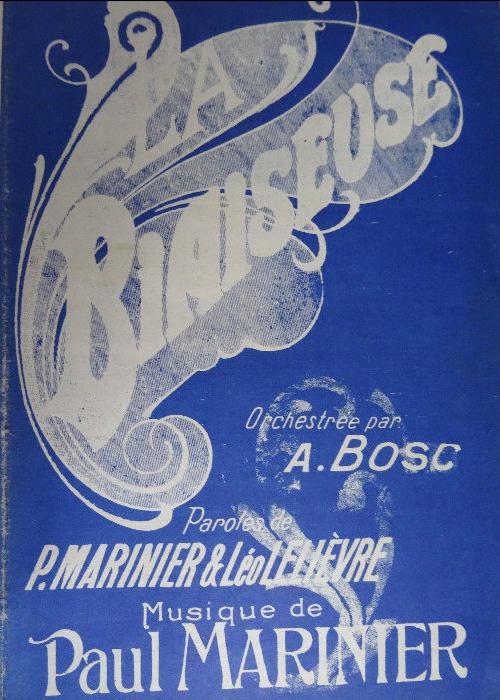 LA
BIAISEUSE
Orchestrée par
A. BOSC
Paroles de
P. MARINIER & Léo LELIÈVRE
Musique de
Paul MARINIER